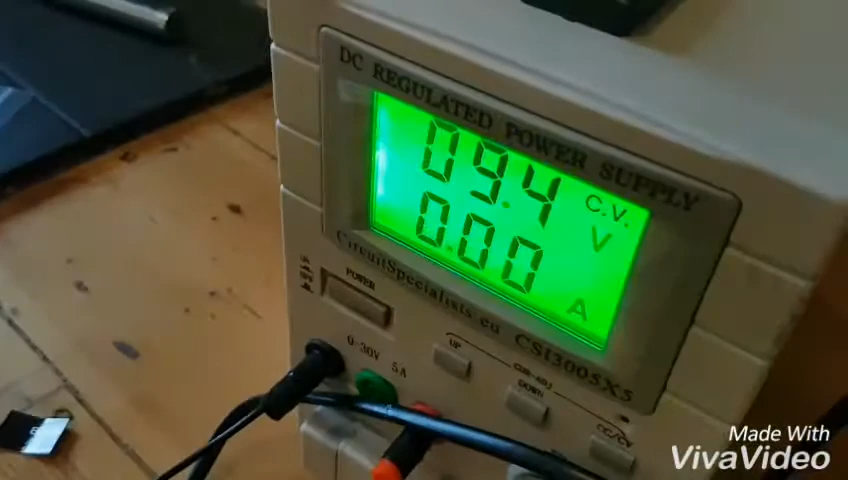 DC REGULATED POWER SUPPLY
09.4 C.V.
V
0.00
A
CircuitSpecialists.eu CSI3005X5
POWER
0-30V 5A
UP
DOWN
CC/CV
Made With
VivaVideo